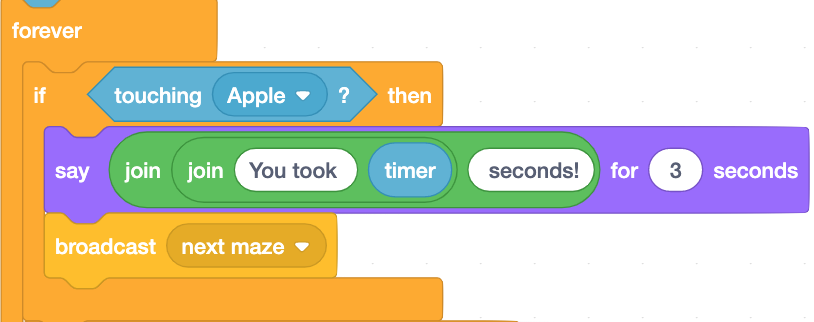 forever
if touching Apple ? then
say join join You took timer seconds! for 3 seconds
broadcast next maze